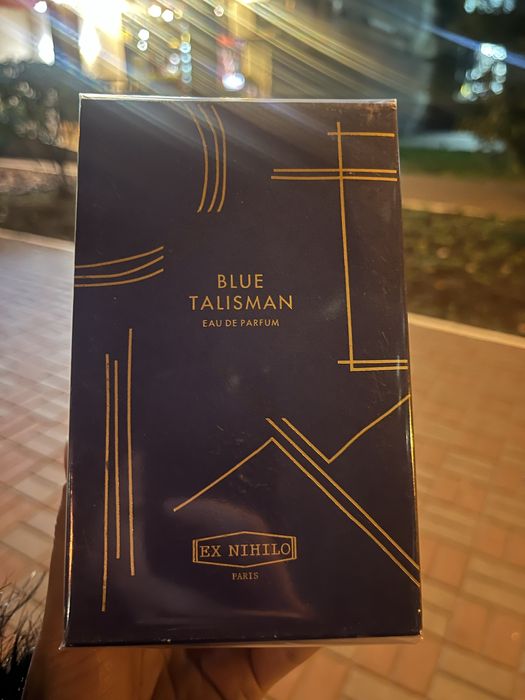 BLUE
TALISMAN
EAU DE PARFUM
EX NIHILO
PARIS